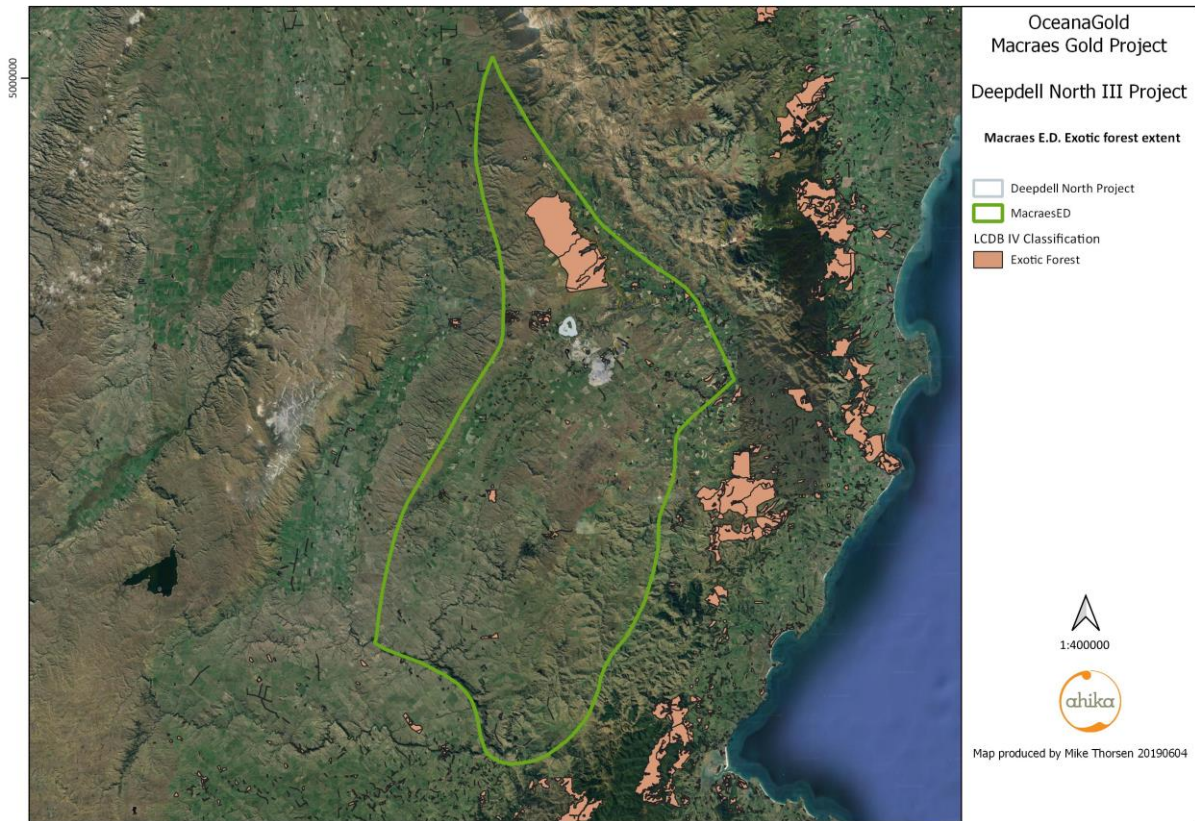 5000000
OceanaGold
Macraes Gold Project
Deepdell North III Project
Macraes E.D. Exotic forest extent
Deepdell North Project
MacraesED
LCDB IV Classification
Exotic Forest
1:400000
ahika
Map produced by Mike Thorsen 20190604